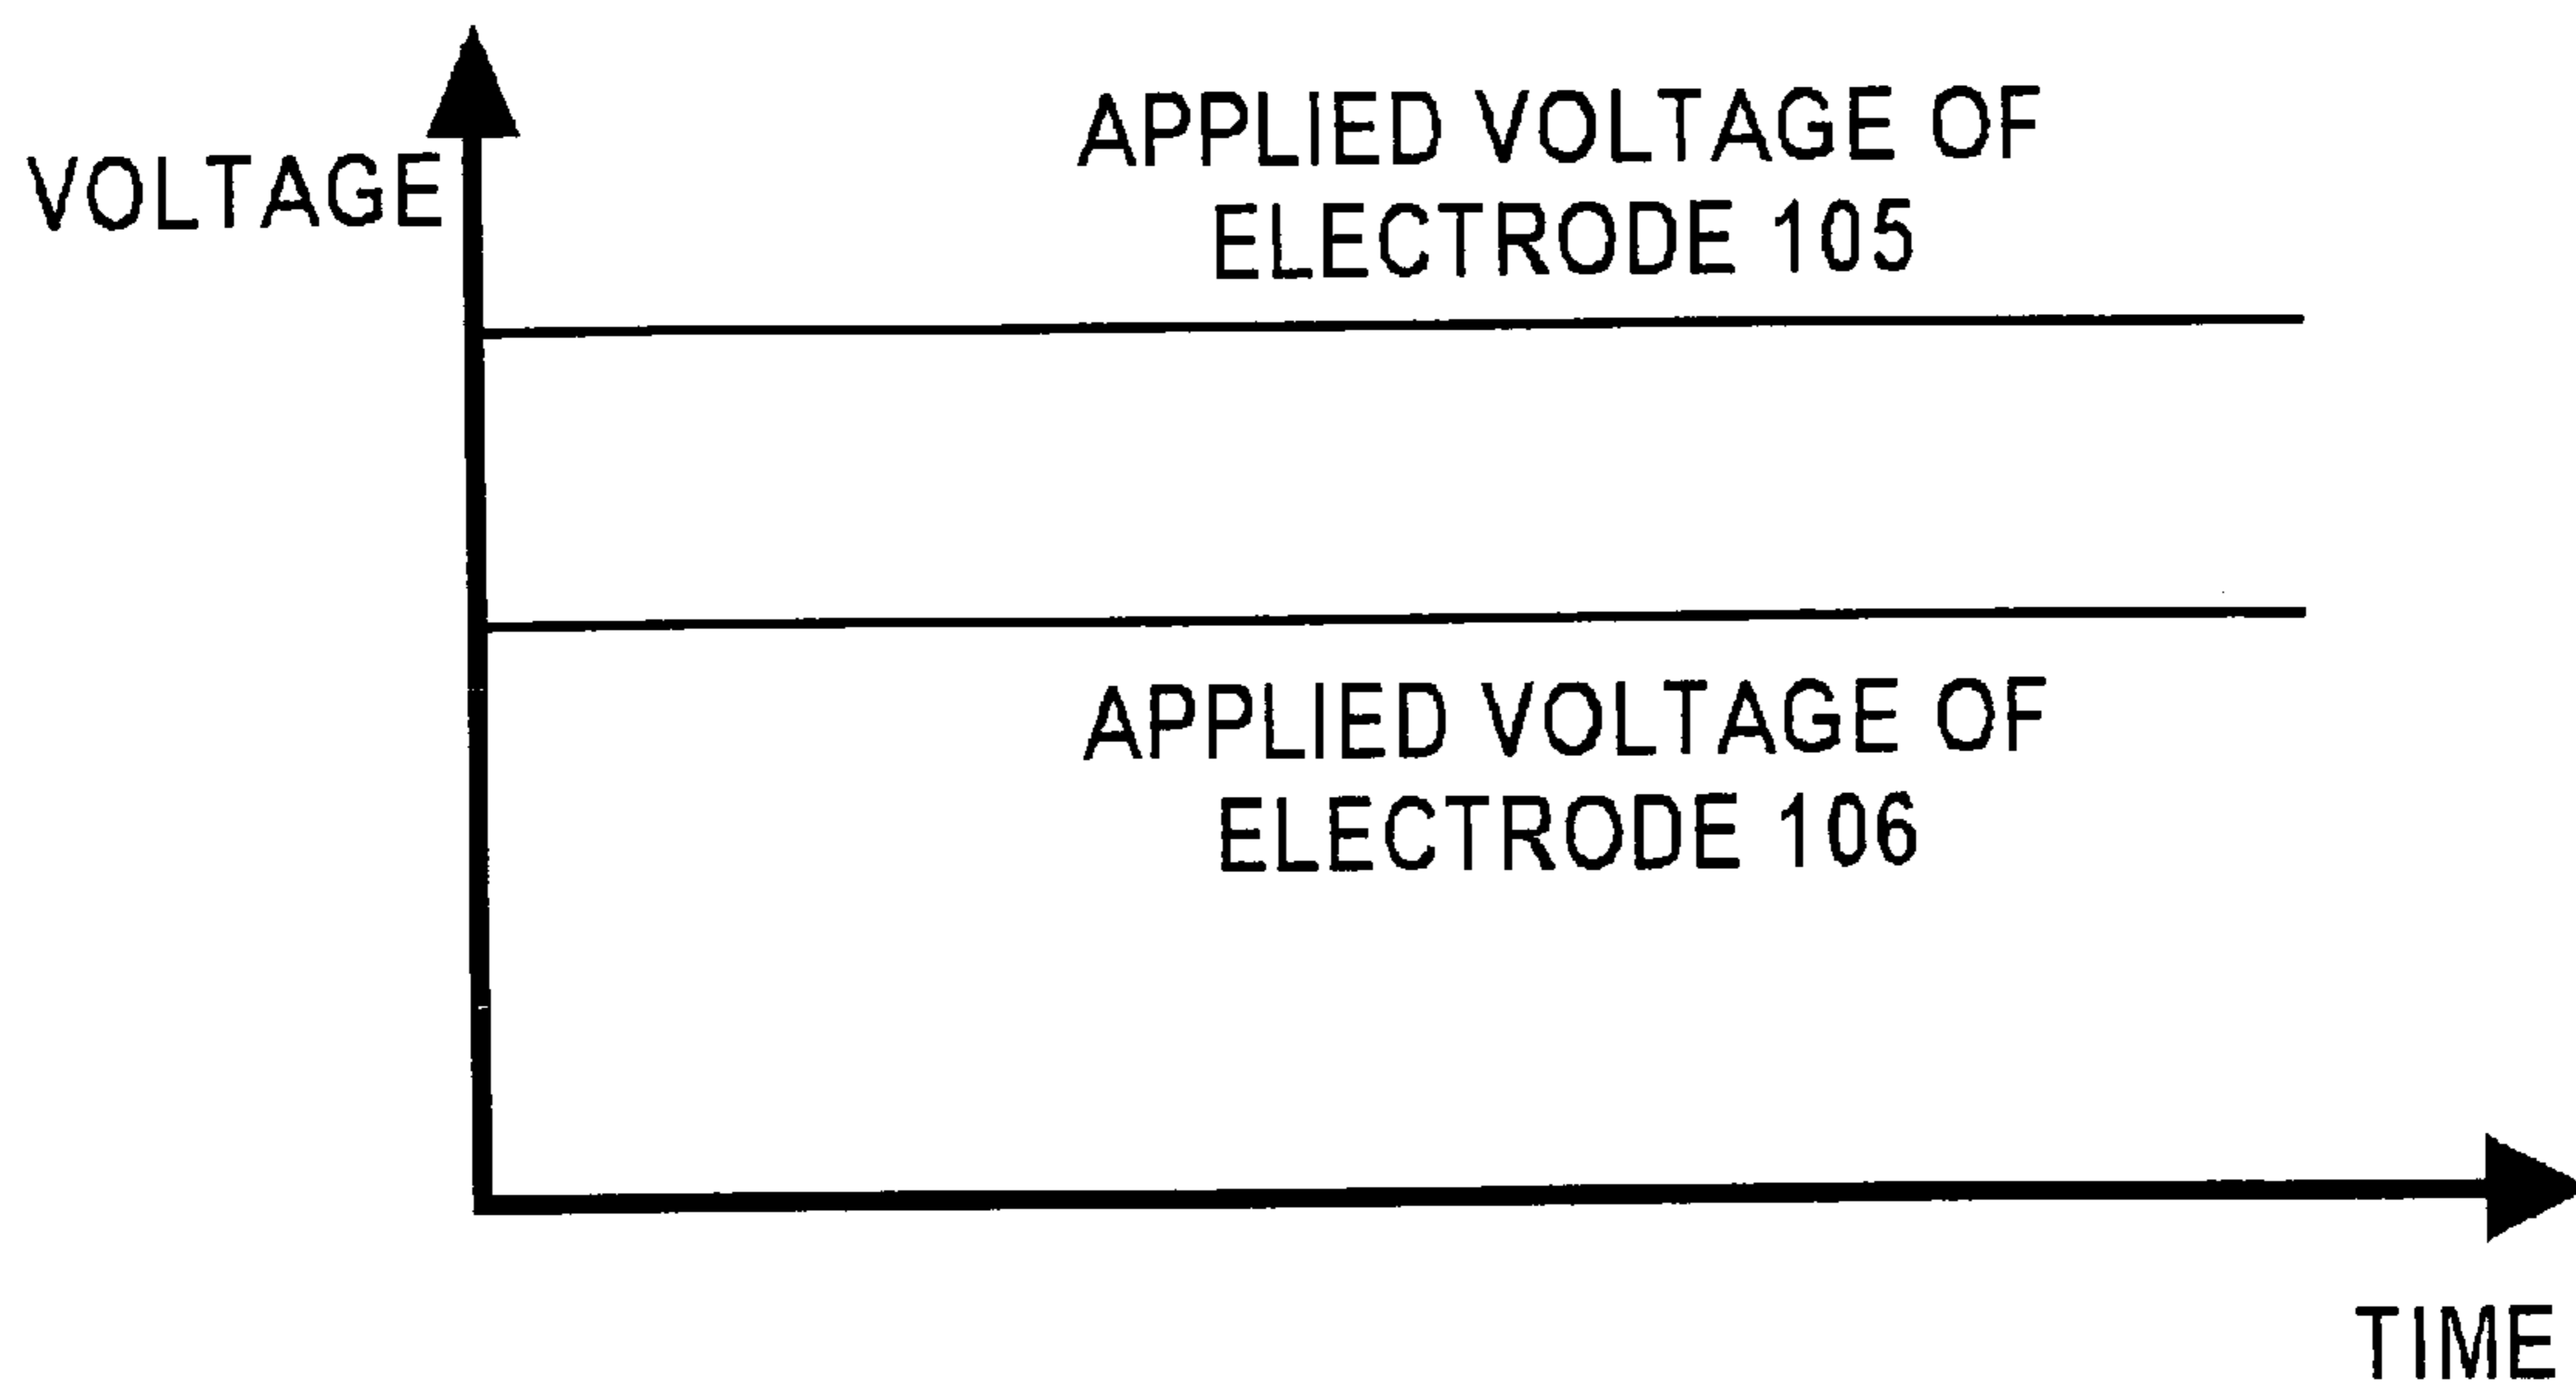 VOLTAGE
APPLIED VOLTAGE OF
ELECTRODE 105
APPLIED VOLTAGE OF
ELECTRODE 106
TIME